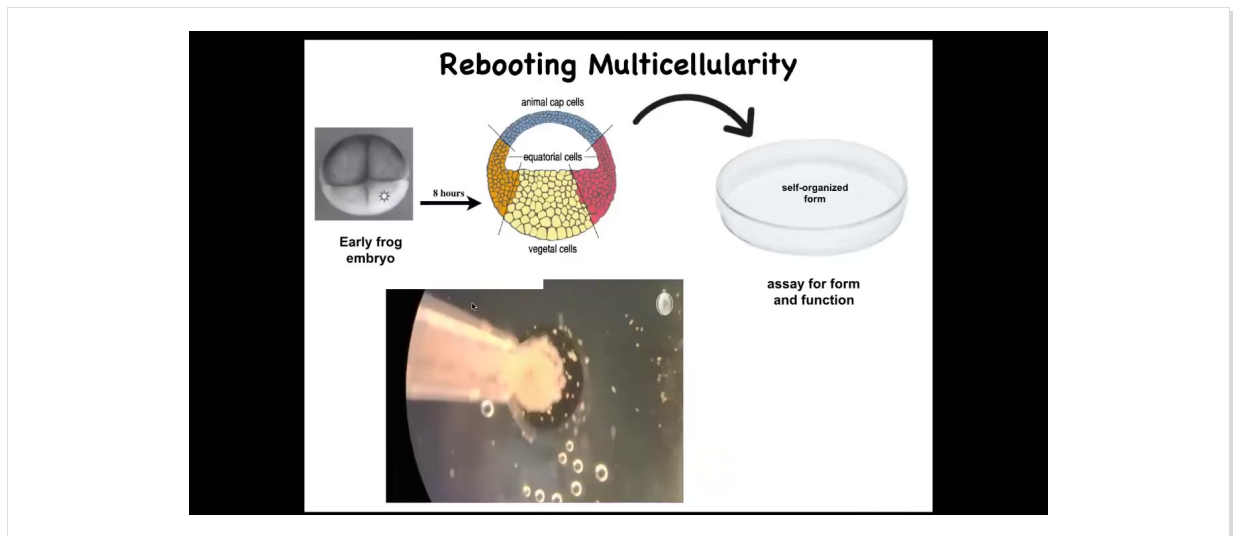 Rebooting Multicellularity
animal cap cells
equatorial cells
8 hours
vegetal cells
Early frog
embryo
self-organized
form
assay for form
and function